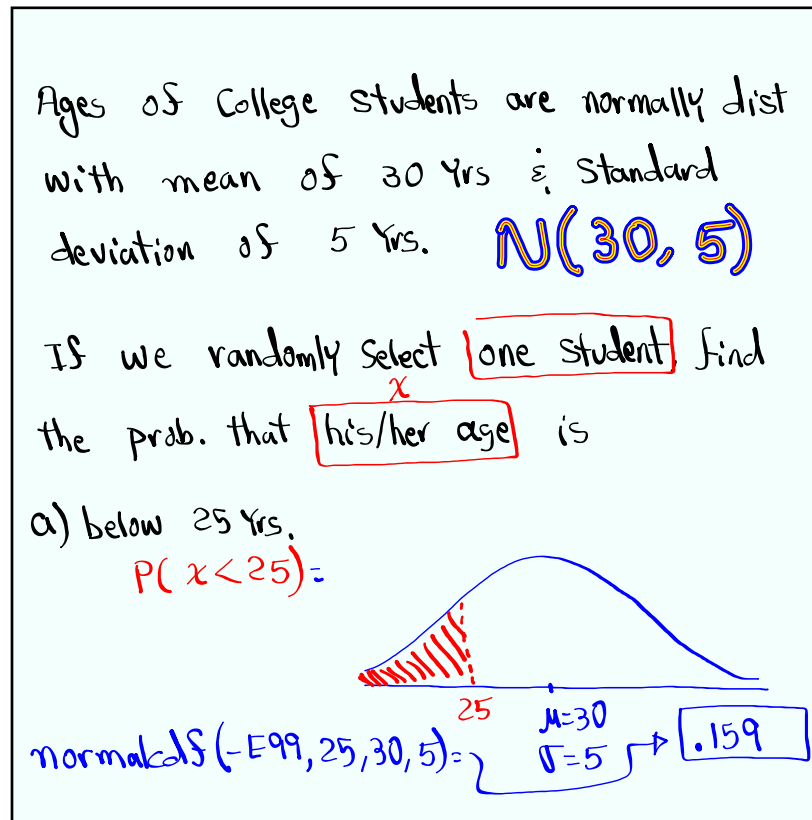 Ages of College students are normally dist
with mean of 30 Yrs & Standard
deviation of 5 Yrs. N(30, 5)
If we randomly Select one student, find
x
the prob. that his/her age is
a) below 25 Yrs.
P( x < 25) =
25
μ=30
normalcdf(-E99, 25, 30, 5)= σ=5 .159